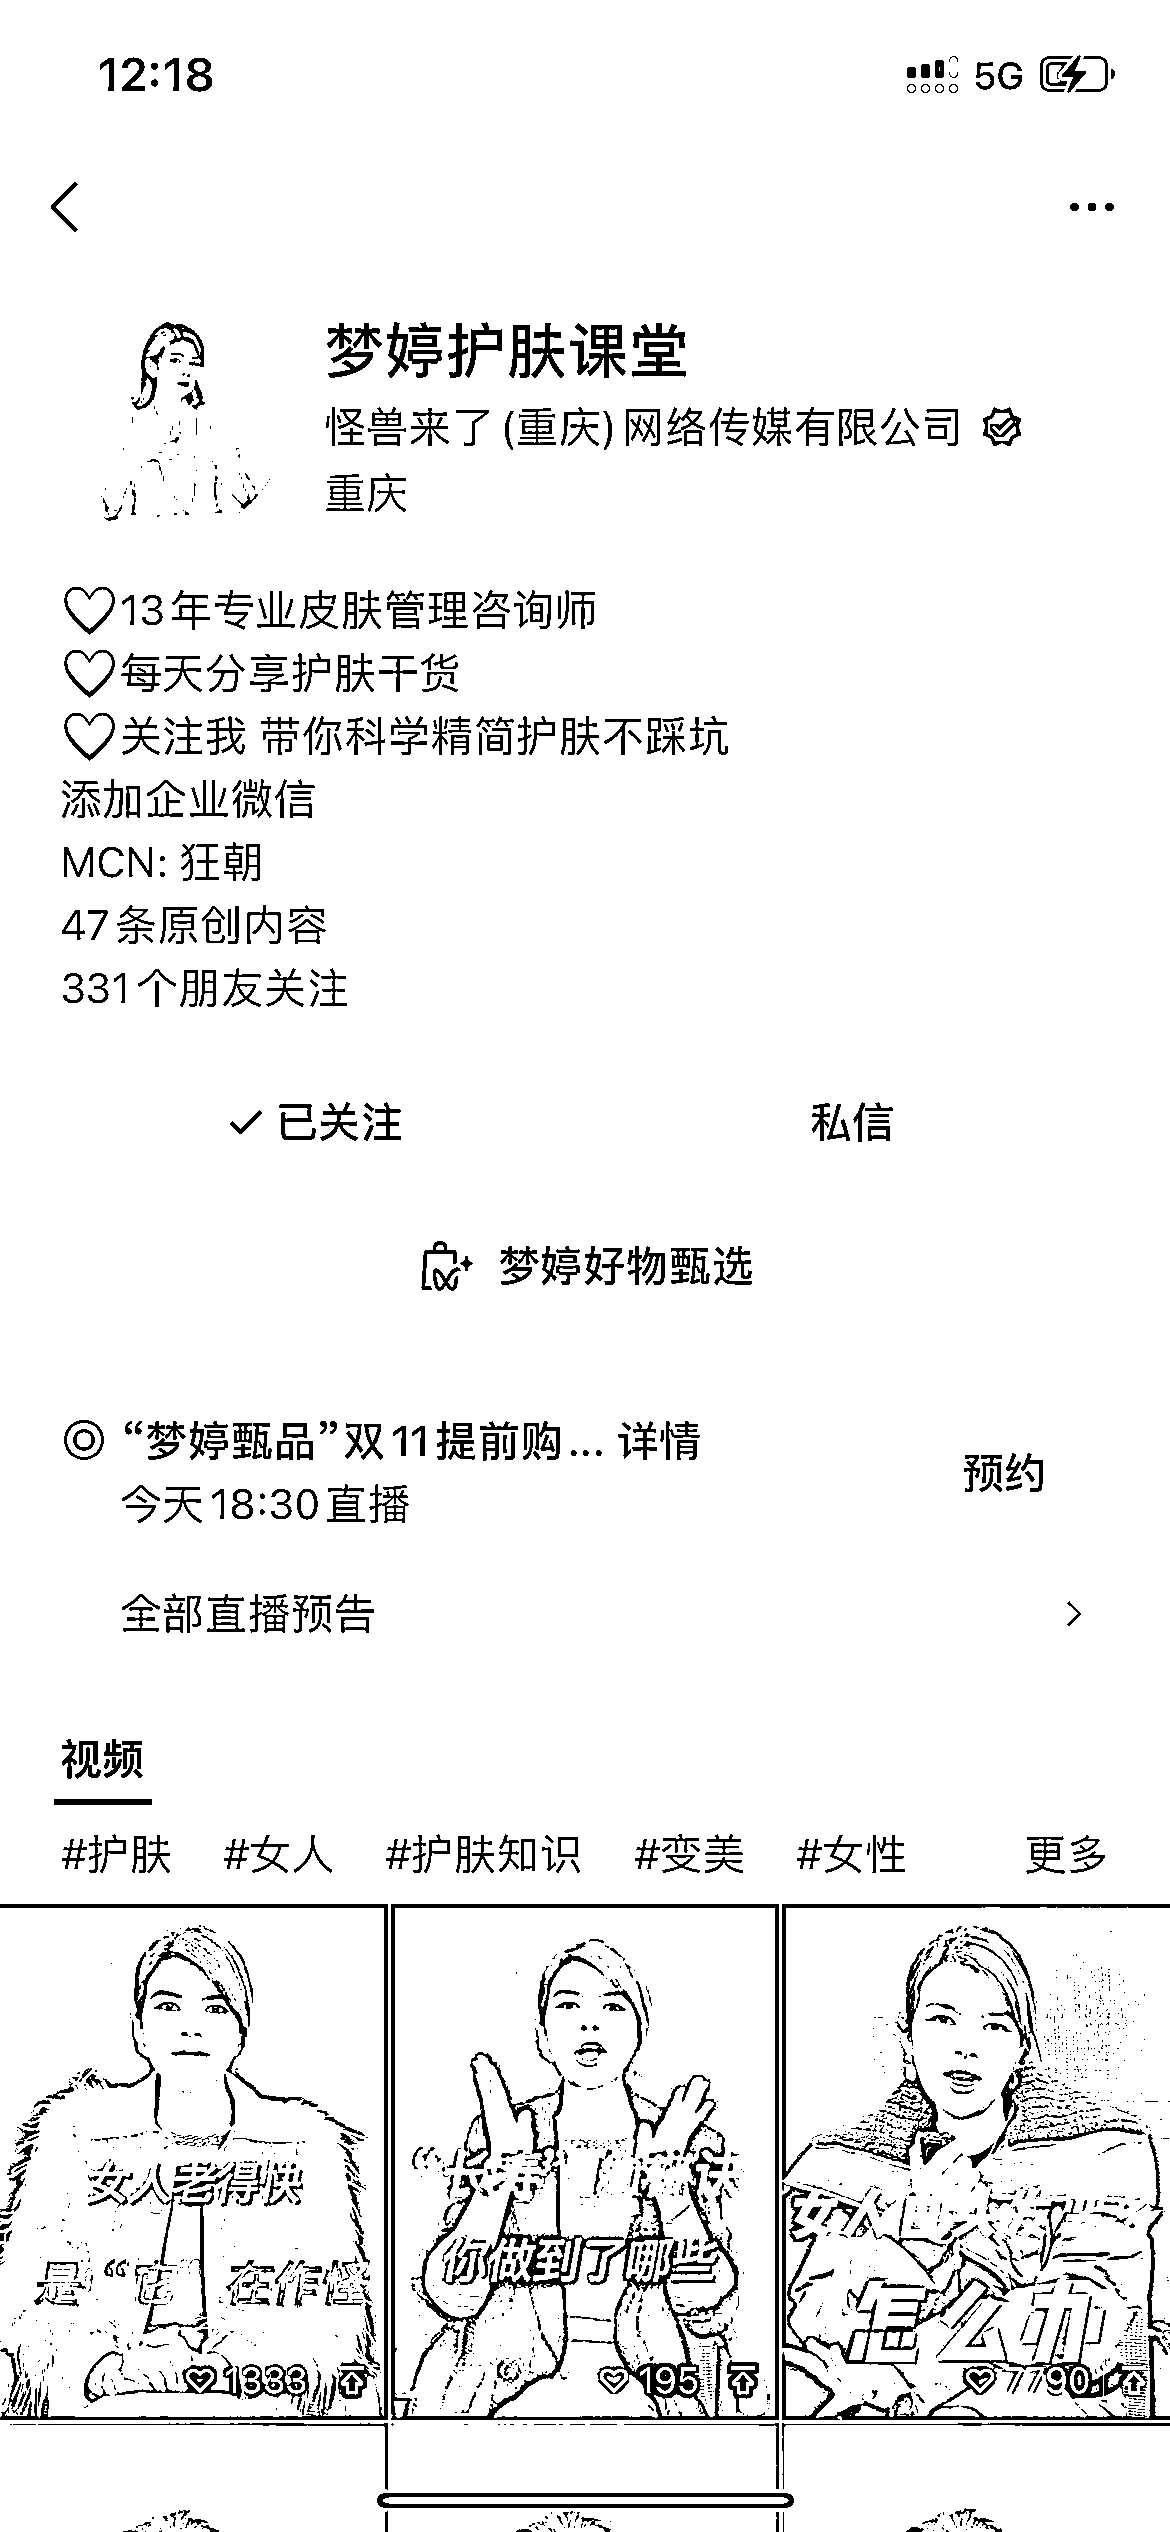 12:18
5G
梦婷护肤课堂
怪兽来了(重庆)网络传媒有限公司
重庆
♡13年专业皮肤管理咨询师
♡每天分享护肤干货
♡关注我 带你科学精简护肤不踩坑
添加企业微信
MCN: 狂朝
47条原创内容
331个朋友关注
已关注
私信
梦婷好物甄选
“梦婷甄品”双11提前购... 详情
预约
今天18:30直播
全部直播预告
视频
#护肤 #女人 #护肤知识 #变美 #女性 更多
女人老得快
是“它”在作怪
1333
你做到了哪些
195
女人
怎么办